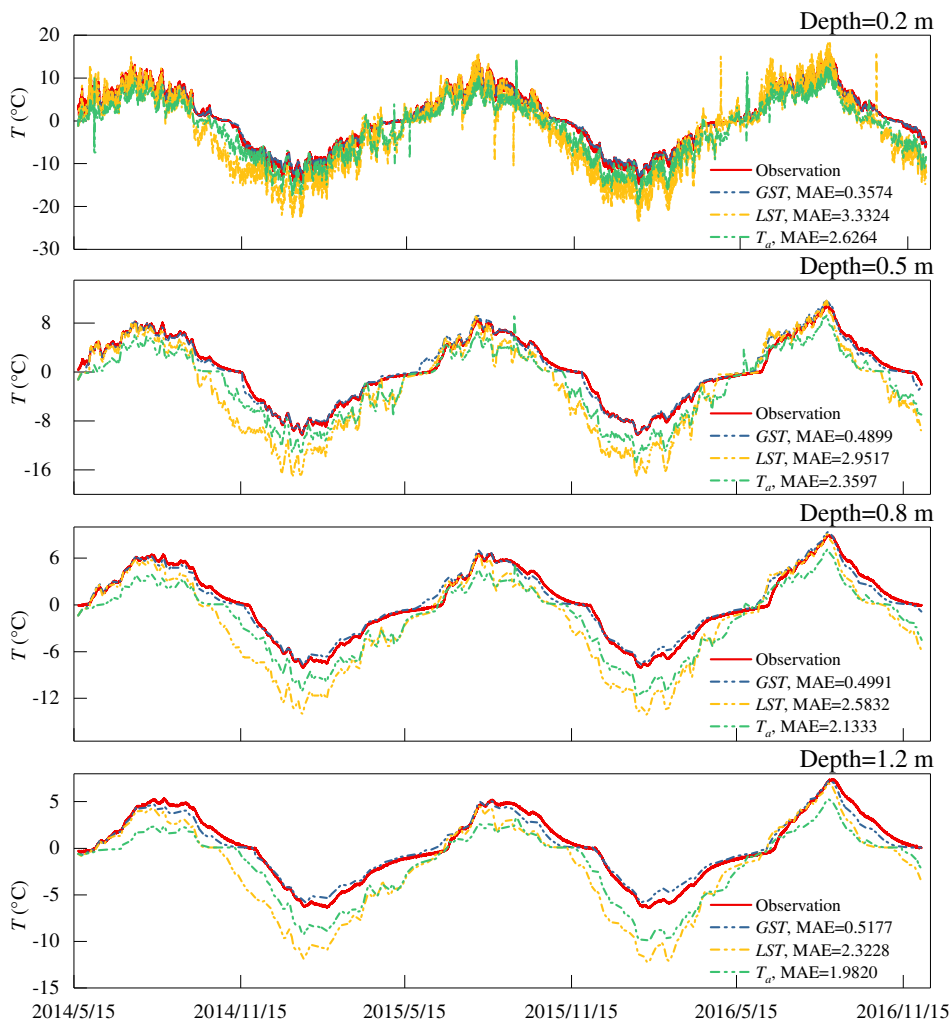 Depth=0.2 m
20
10
0
-10
-20
-30
T (°C)
Observation
GST, MAE=0.3574
LST, MAE=3.3324
Ta, MAE=2.6264
Depth=0.5 m
8
0
-8
-16
T (°C)
Observation
GST, MAE=0.4899
LST, MAE=2.9517
Ta, MAE=2.3597
Depth=0.8 m
6
0
-6
-12
T (°C)
Observation
GST, MAE=0.4991
LST, MAE=2.5832
Ta, MAE=2.1333
Depth=1.2 m
5
0
-5
-10
-15
T (°C)
Observation
GST, MAE=0.5177
LST, MAE=2.3228
Ta, MAE=1.9820
2014/5/15 2014/11/15 2015/5/15 2015/11/15 2016/5/15 2016/11/15